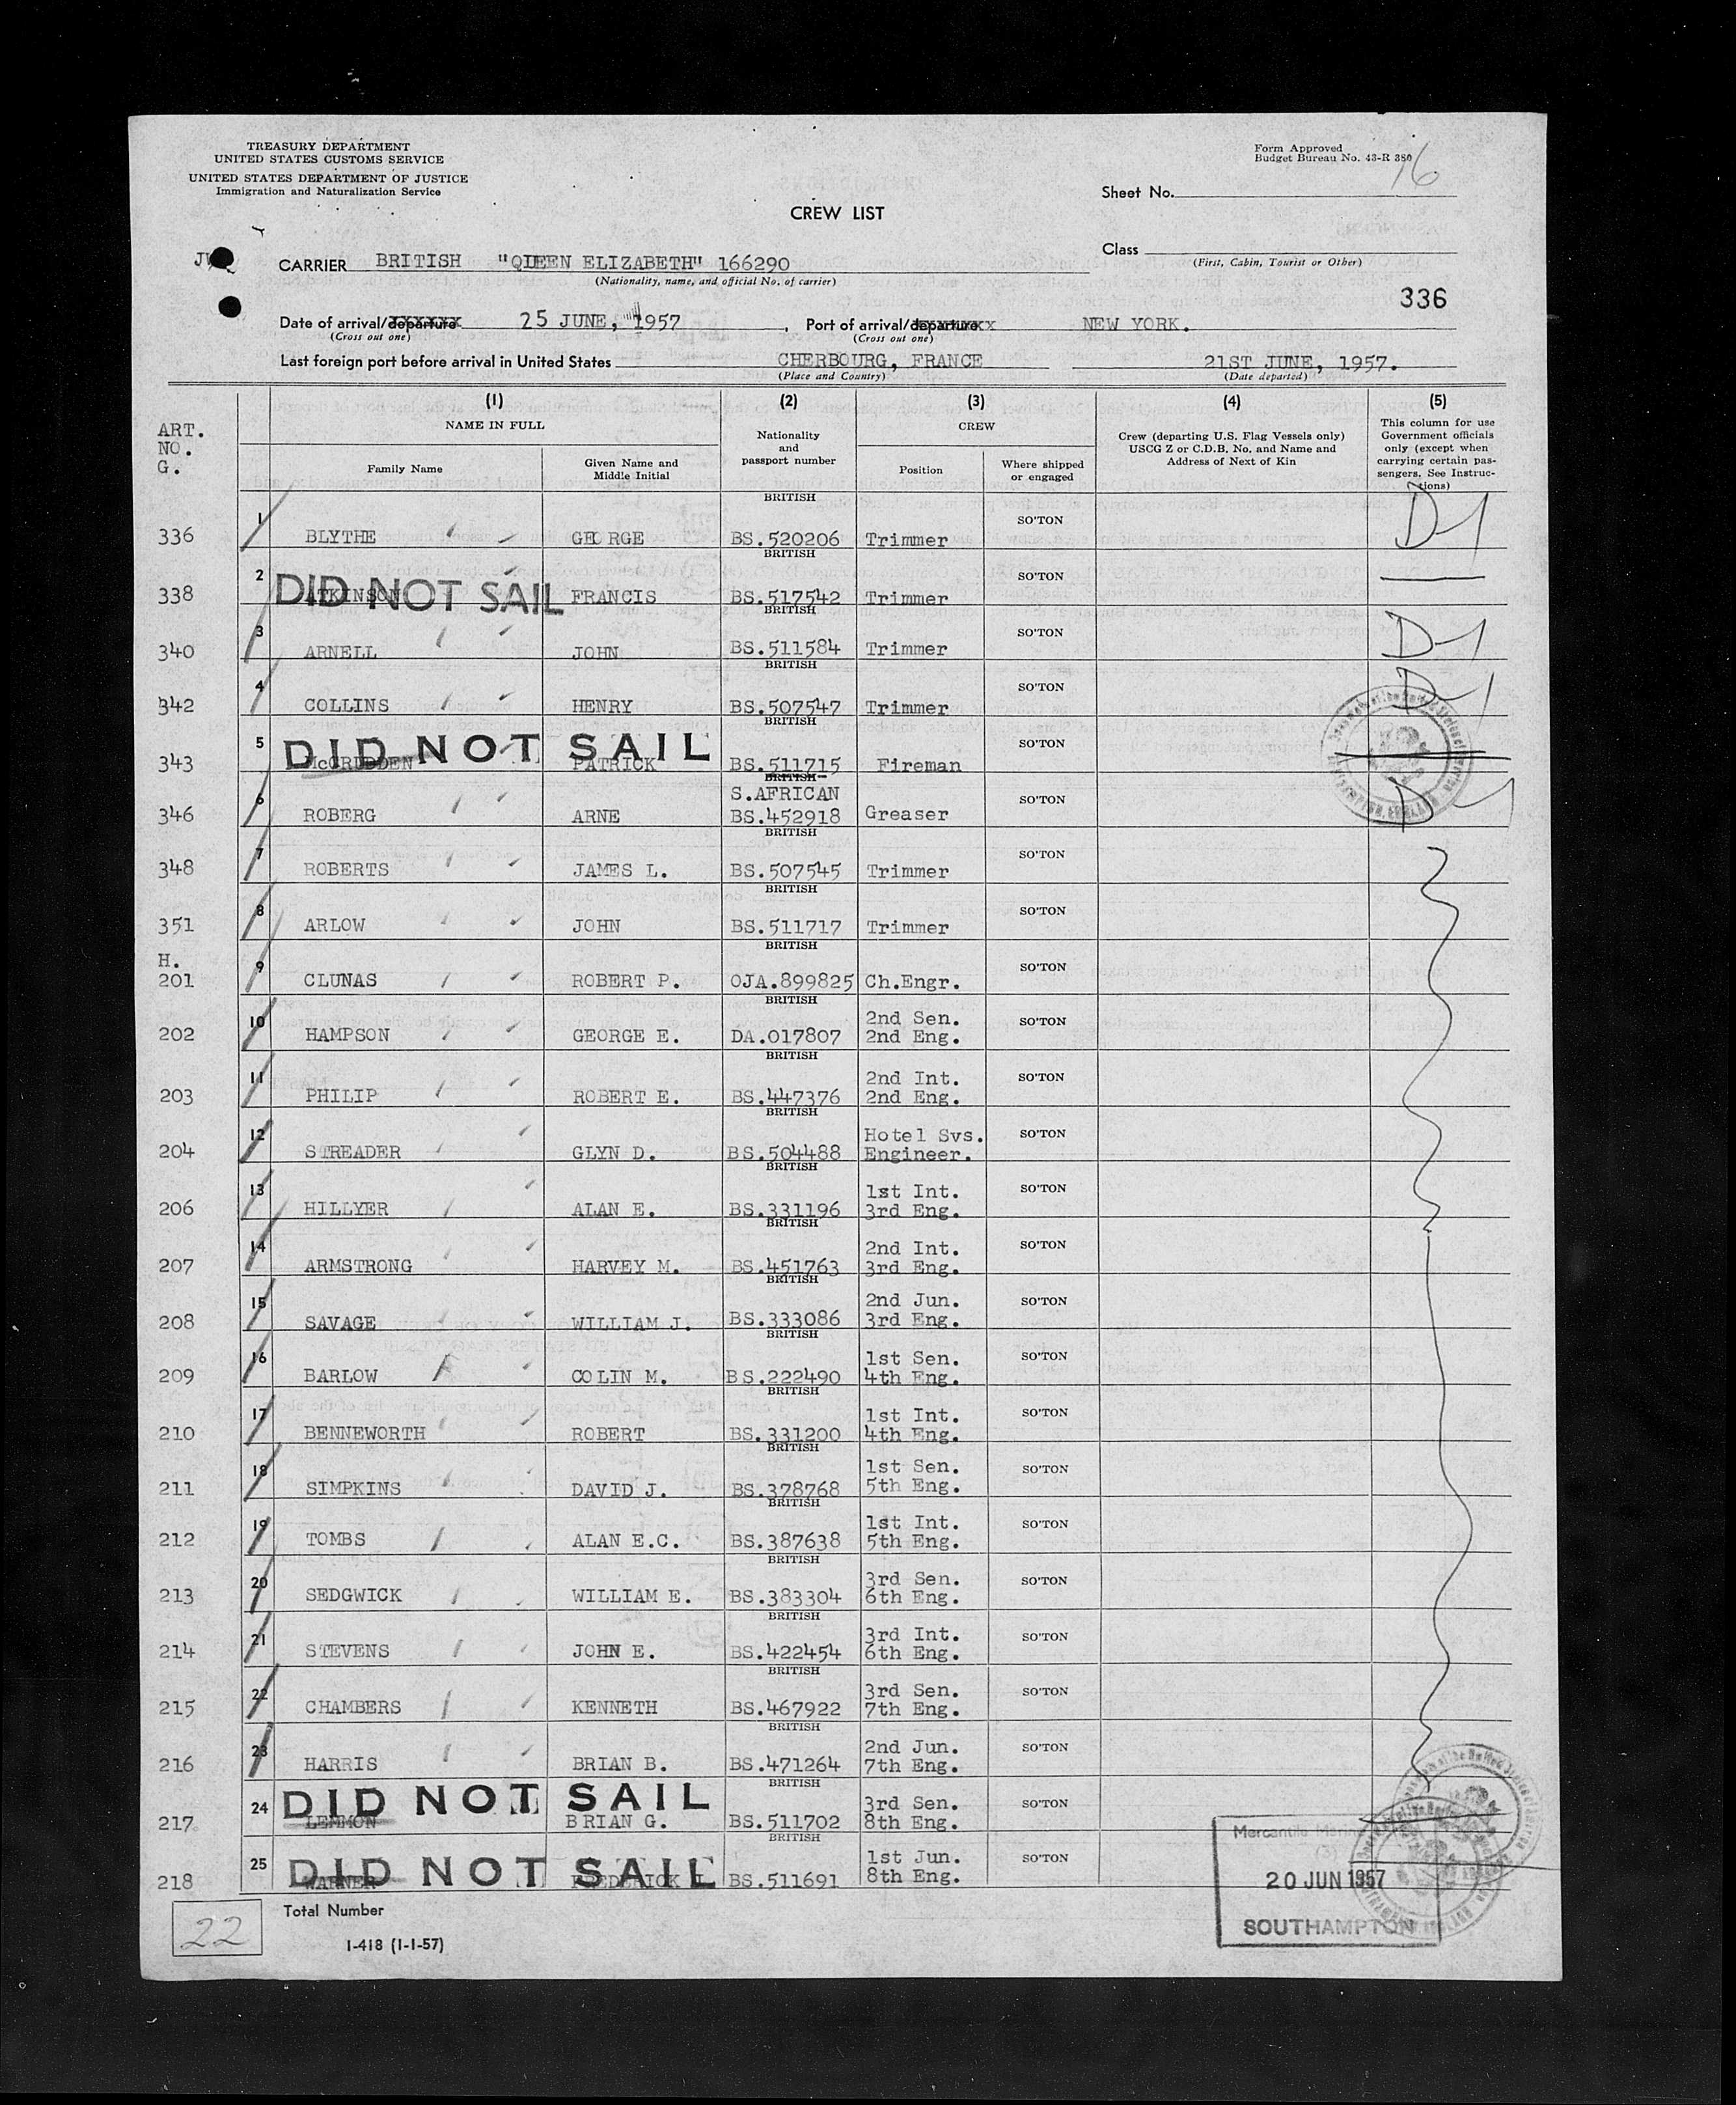 TREASURY DEPARTMENT
UNITED STATES CUSTOMS SERVICE
UNITED STATES DEPARTMENT OF JUSTICE
Immigration and Naturalization Service
Form Approved
Budget Bureau No. 43-R 380
Sheet No. 16
CREW LIST
Class
(First, Cabin, Tourist or Other)
CARRIER BRITISH "QUEEN ELIZABETH" 166290
(Nationality, name, and official No. of carrier)
336
Date of arrival/departure 25 JUNE, 1957, Port of arrival/departure NEW YORK.
(Cross out one) (Cross out one)
Last foreign port before arrival in United States CHERBOURG, FRANCE 21ST JUNE, 1957.
(Place and Country) (Date departed)
ART. NO. G.
(1) (2) (3) (4) (5)
NAME IN FULL
Family Name
Given Name and Middle Initial
Nationality and passport number
CREW
Position
Where shipped or engaged
Crew (departing U.S. Flag Vessels only)
USCG Z or C.D.B. No. and Name and
Address of Next of Kin
This column for use
Government officials
only (except when
carrying certain pas-
sengers. See Instruc-
tions)
336 1 BLYTHE GEORGE BRITISH BS.520206 Trimmer SO'TON D-1
338 2 ATKINSON DID NOT SAIL FRANCIS BRITISH BS.517542 Trimmer SO'TON
340 3 ARNELL JOHN BRITISH BS.511584 Trimmer SO'TON D-1
342 4 COLLINS HENRY BRITISH BS.507547 Trimmer SO'TON D-1
343 5 McCRUDDEN DID NOT SAIL PATRICK BRITISH BS.511715 Fireman SO'TON
346 6 ROBERG ARNE BRITISH S.AFRICAN BS.452918 Greaser SO'TON D-1
348 7 ROBERTS JAMES L. BRITISH BS.507545 Trimmer SO'TON
351 8 ARLOW JOHN BRITISH BS.511717 Trimmer SO'TON
H.
201 9 CLUNAS ROBERT P. BRITISH OJA.899825 Ch.Engr. SO'TON
202 10 HAMPSON GEORGE E. BRITISH DA.017807 2nd Sen. 2nd Eng. SO'TON
203 11 PHILIP ROBERT E. BRITISH BS.447376 2nd Int. 2nd Eng. SO'TON
204 12 STREADER GLYN D. BRITISH BS.504488 Hotel Svs. Engineer. SO'TON
206 13 HILLYER ALAN E. BRITISH BS.331196 1st Int. 3rd Eng. SO'TON
207 14 ARMSTRONG HARVEY M. BRITISH BS.451763 2nd Int. 3rd Eng. SO'TON
208 15 SAVAGE WILLIAM J. BRITISH BS.333086 2nd Jun. 3rd Eng. SO'TON
209 16 BARLOW COLIN M. BRITISH BS.222490 1st Sen. 4th Eng. SO'TON
210 17 BENNEWORTH ROBERT BRITISH BS.331200 1st Int. 4th Eng. SO'TON
211 18 SIMPKINS DAVID J. BRITISH BS.378768 1st Sen. 5th Eng. SO'TON
212 19 TOMBS ALAN E.C. BRITISH BS.387638 1st Int. 5th Eng. SO'TON
213 20 SEDGWICK WILLIAM E. BRITISH BS.383304 3rd Sen. 6th Eng. SO'TON
214 21 STEVENS JOHN E. BRITISH BS.422454 3rd Int. 6th Eng. SO'TON
215 22 CHAMBERS KENNETH BRITISH BS.467922 3rd Sen. 7th Eng. SO'TON
216 23 HARRIS BRIAN B. BRITISH BS.471264 2nd Jun. 7th Eng. SO'TON
217. 24 LEMMON DID NOT SAIL BRIAN G. BRITISH BS.511702 3rd Sen. 8th Eng. SO'TON
218 25 WARNER DID NOT SAIL BRITISH BS.511691 1st Jun. 8th Eng. SO'TON
Mercantile Marine
20 JUN 1957
SOUTHAMPTON
22 Total Number
I-418 (1-1-57)